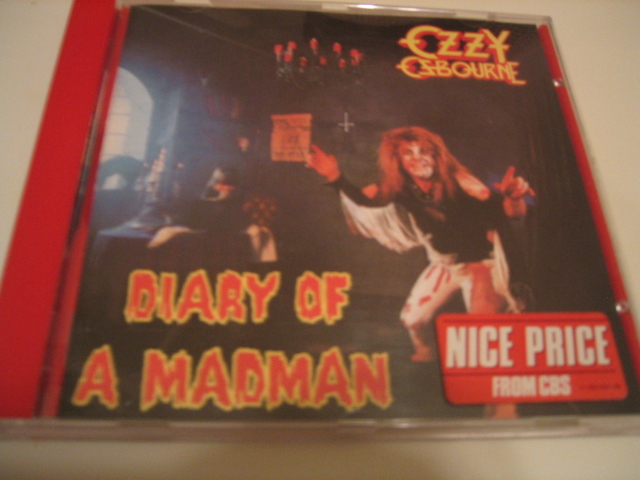 OZZY
OSBOURNE
DIARY OF
A MADMAN
NICE PRICE
FROM CBS